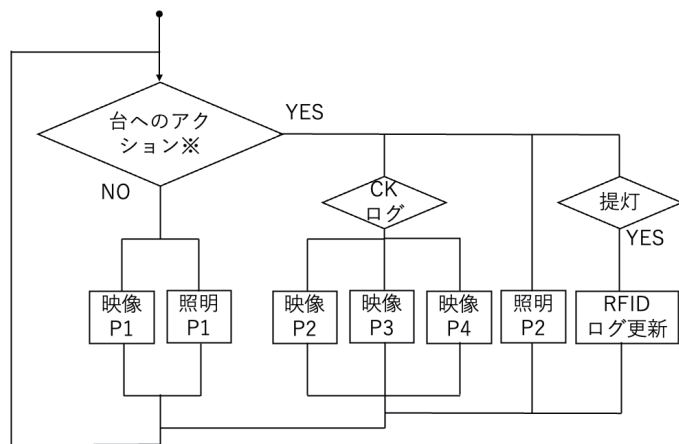 台へのアク
ション※
YES
NO
CK
ログ
提灯
YES
映像
P1
照明
P1
映像
P2
映像
P3
映像
P4
照明
P2
RFID
ログ更新